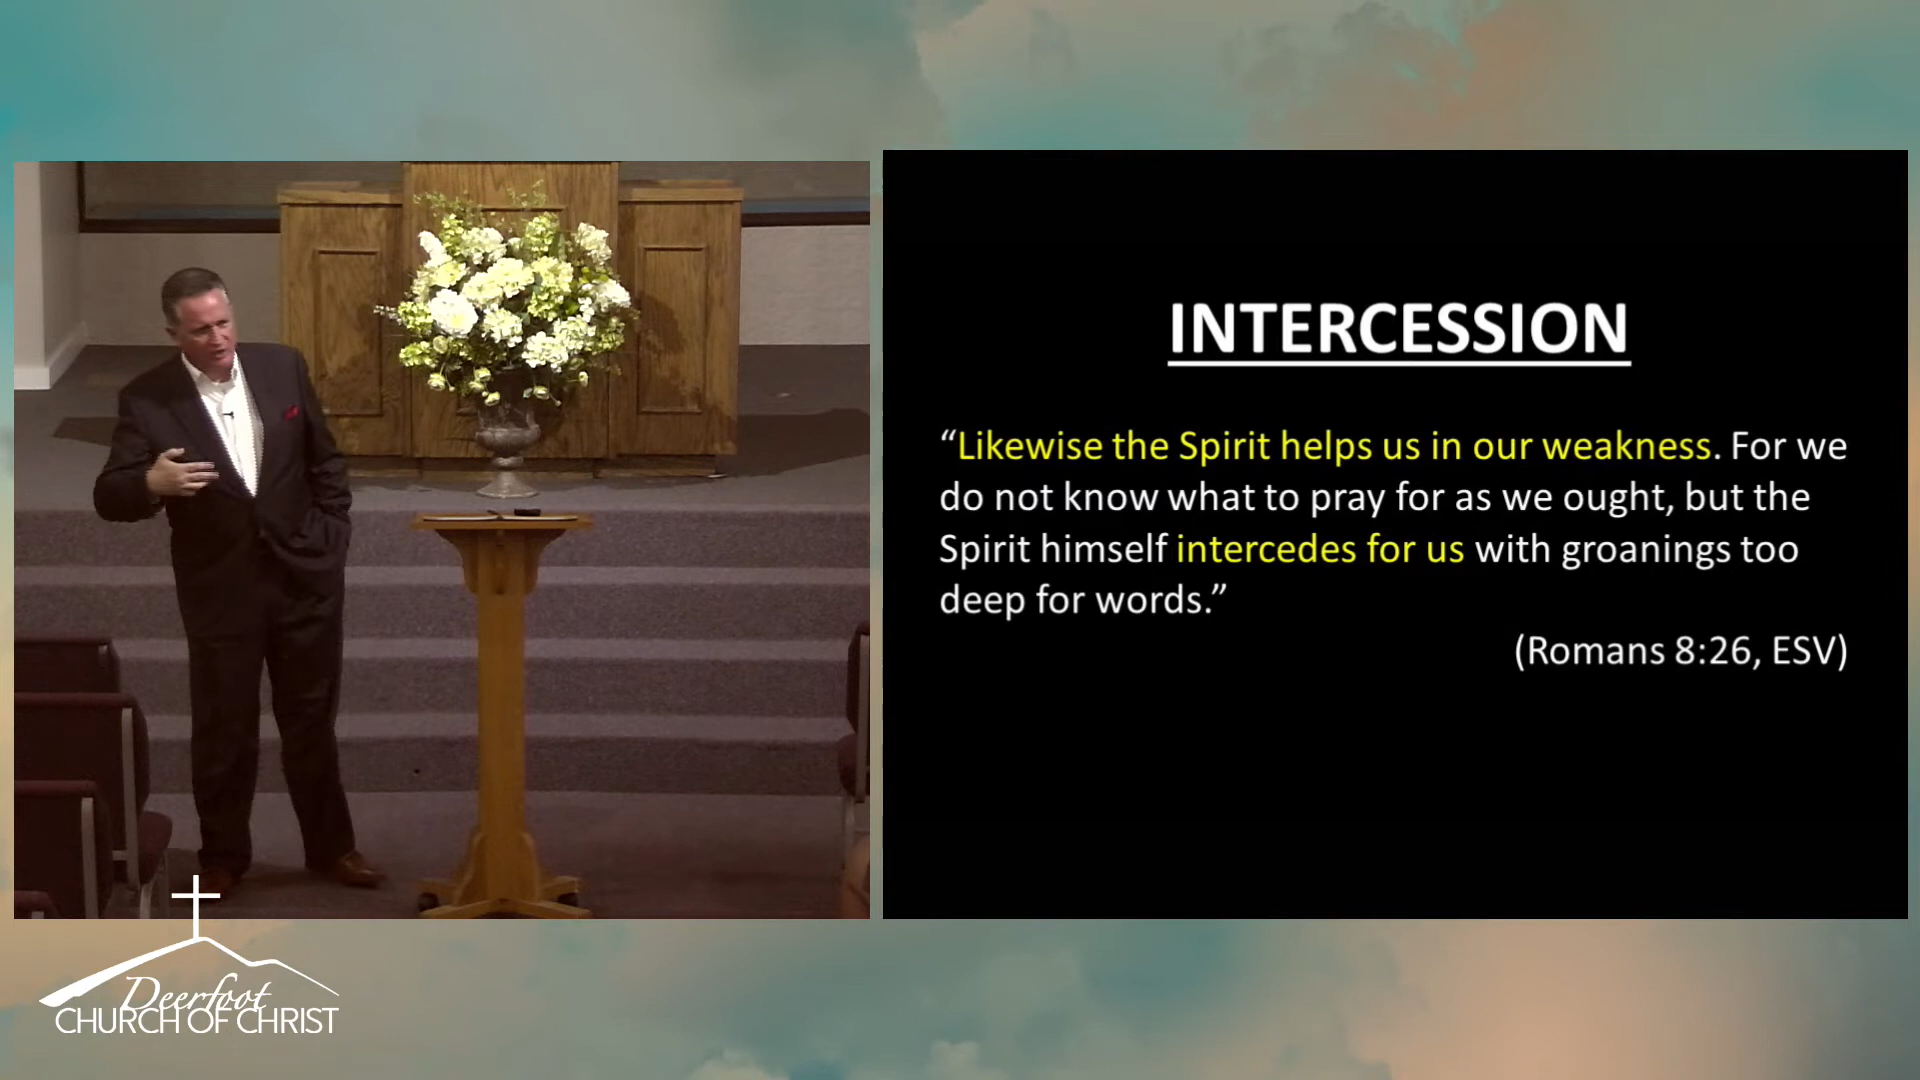 INTERCESSION
“Likewise the Spirit helps us in our weakness. For we
do not know what to pray for as we ought, but the
Spirit himself intercedes for us with groanings too
deep for words.”
(Romans 8:26, ESV)
Deerfoot
CHURCH OF CHRIST